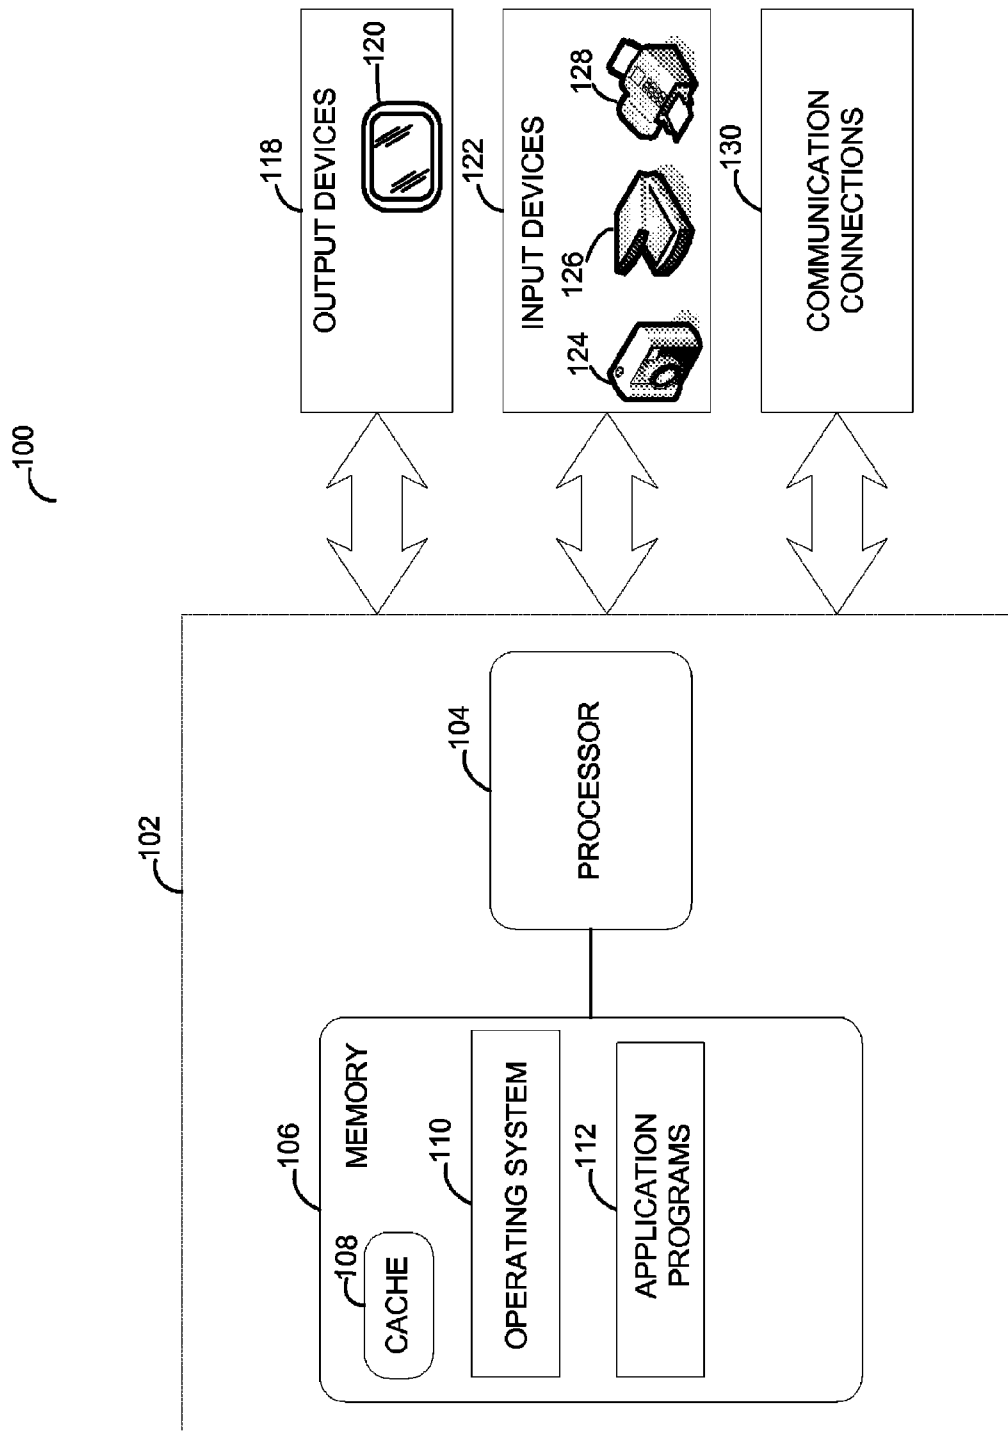 100
102
106
MEMORY
108
CACHE
110
OPERATING SYSTEM
112
APPLICATION
PROGRAMS
104
PROCESSOR
118
OUTPUT DEVICES
120
122
INPUT DEVICES
124
126
128
130
COMMUNICATION
CONNECTIONS